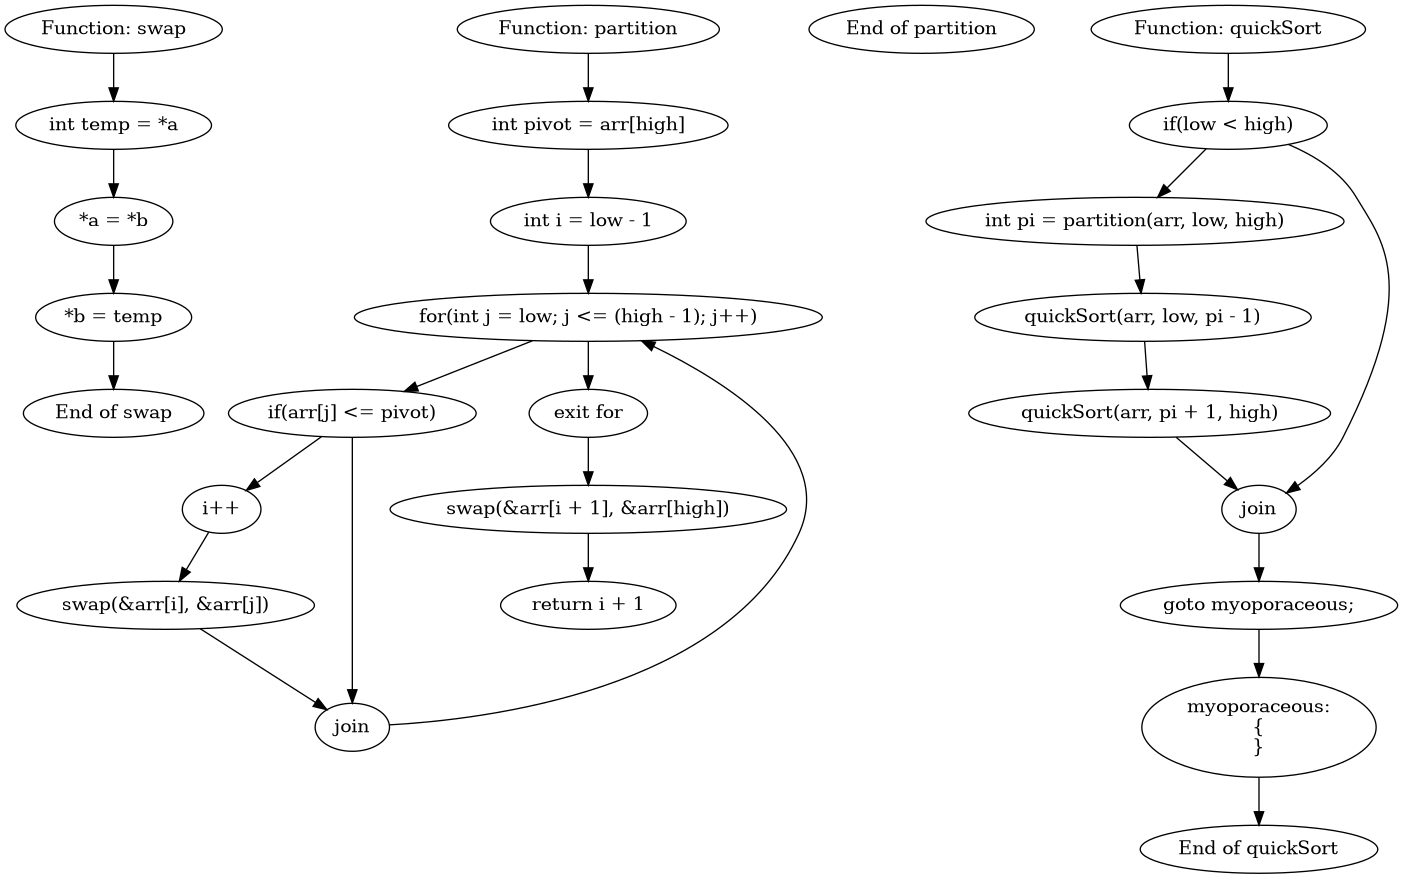 Function: swap
int temp = *a
*a = *b
*b = temp
End of swap
Function: partition
int pivot = arr[high]
int i = low - 1
for(int j = low; j <= (high - 1); j++)
if(arr[j] <= pivot)
exit for
i++
swap(&arr[i + 1], &arr[high])
swap(&arr[i], &arr[j])
return i + 1
join
End of partition
Function: quickSort
if(low < high)
int pi = partition(arr, low, high)
quickSort(arr, low, pi - 1)
quickSort(arr, pi + 1, high)
join
goto myoporaceous;
myoporaceous:
{
}
End of quickSort